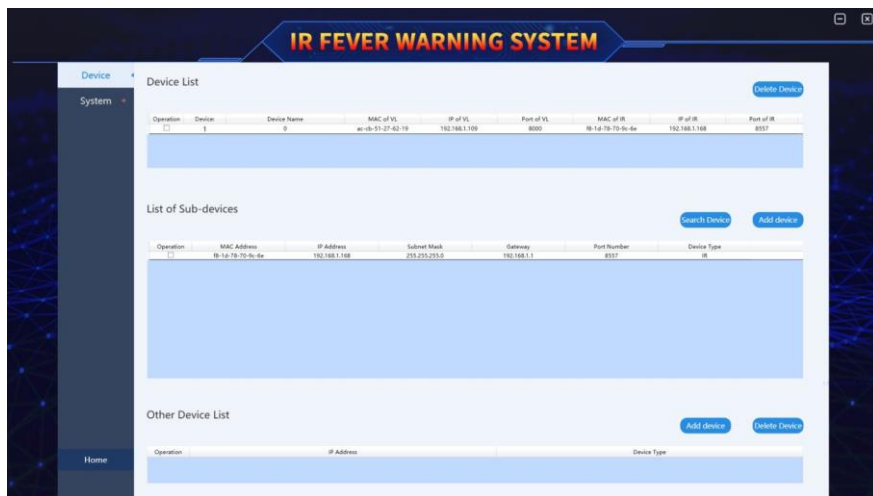 IR FEVER WARNING SYSTEM
Device
System
Home
Device List
Delete Device
Operation Device Device Name MAC of VL IP of VL Port of VL MAC of IR IP of IR Port of IR
1 0 ac-cb-51-27-62-19 192.168.1.109 8000 f8-1d-78-70-9c-6e 192.168.1.168 8557
List of Sub-devices
Search Device Add device
Operation MAC Address IP Address Subnet Mask Gateway Port Number Device Type
f8-1d-78-70-9c-6e 192.168.1.168 255.255.255.0 192.168.1.1 8557 IR
Other Device List
Add device Delete Device
Operation IP Address Device Type